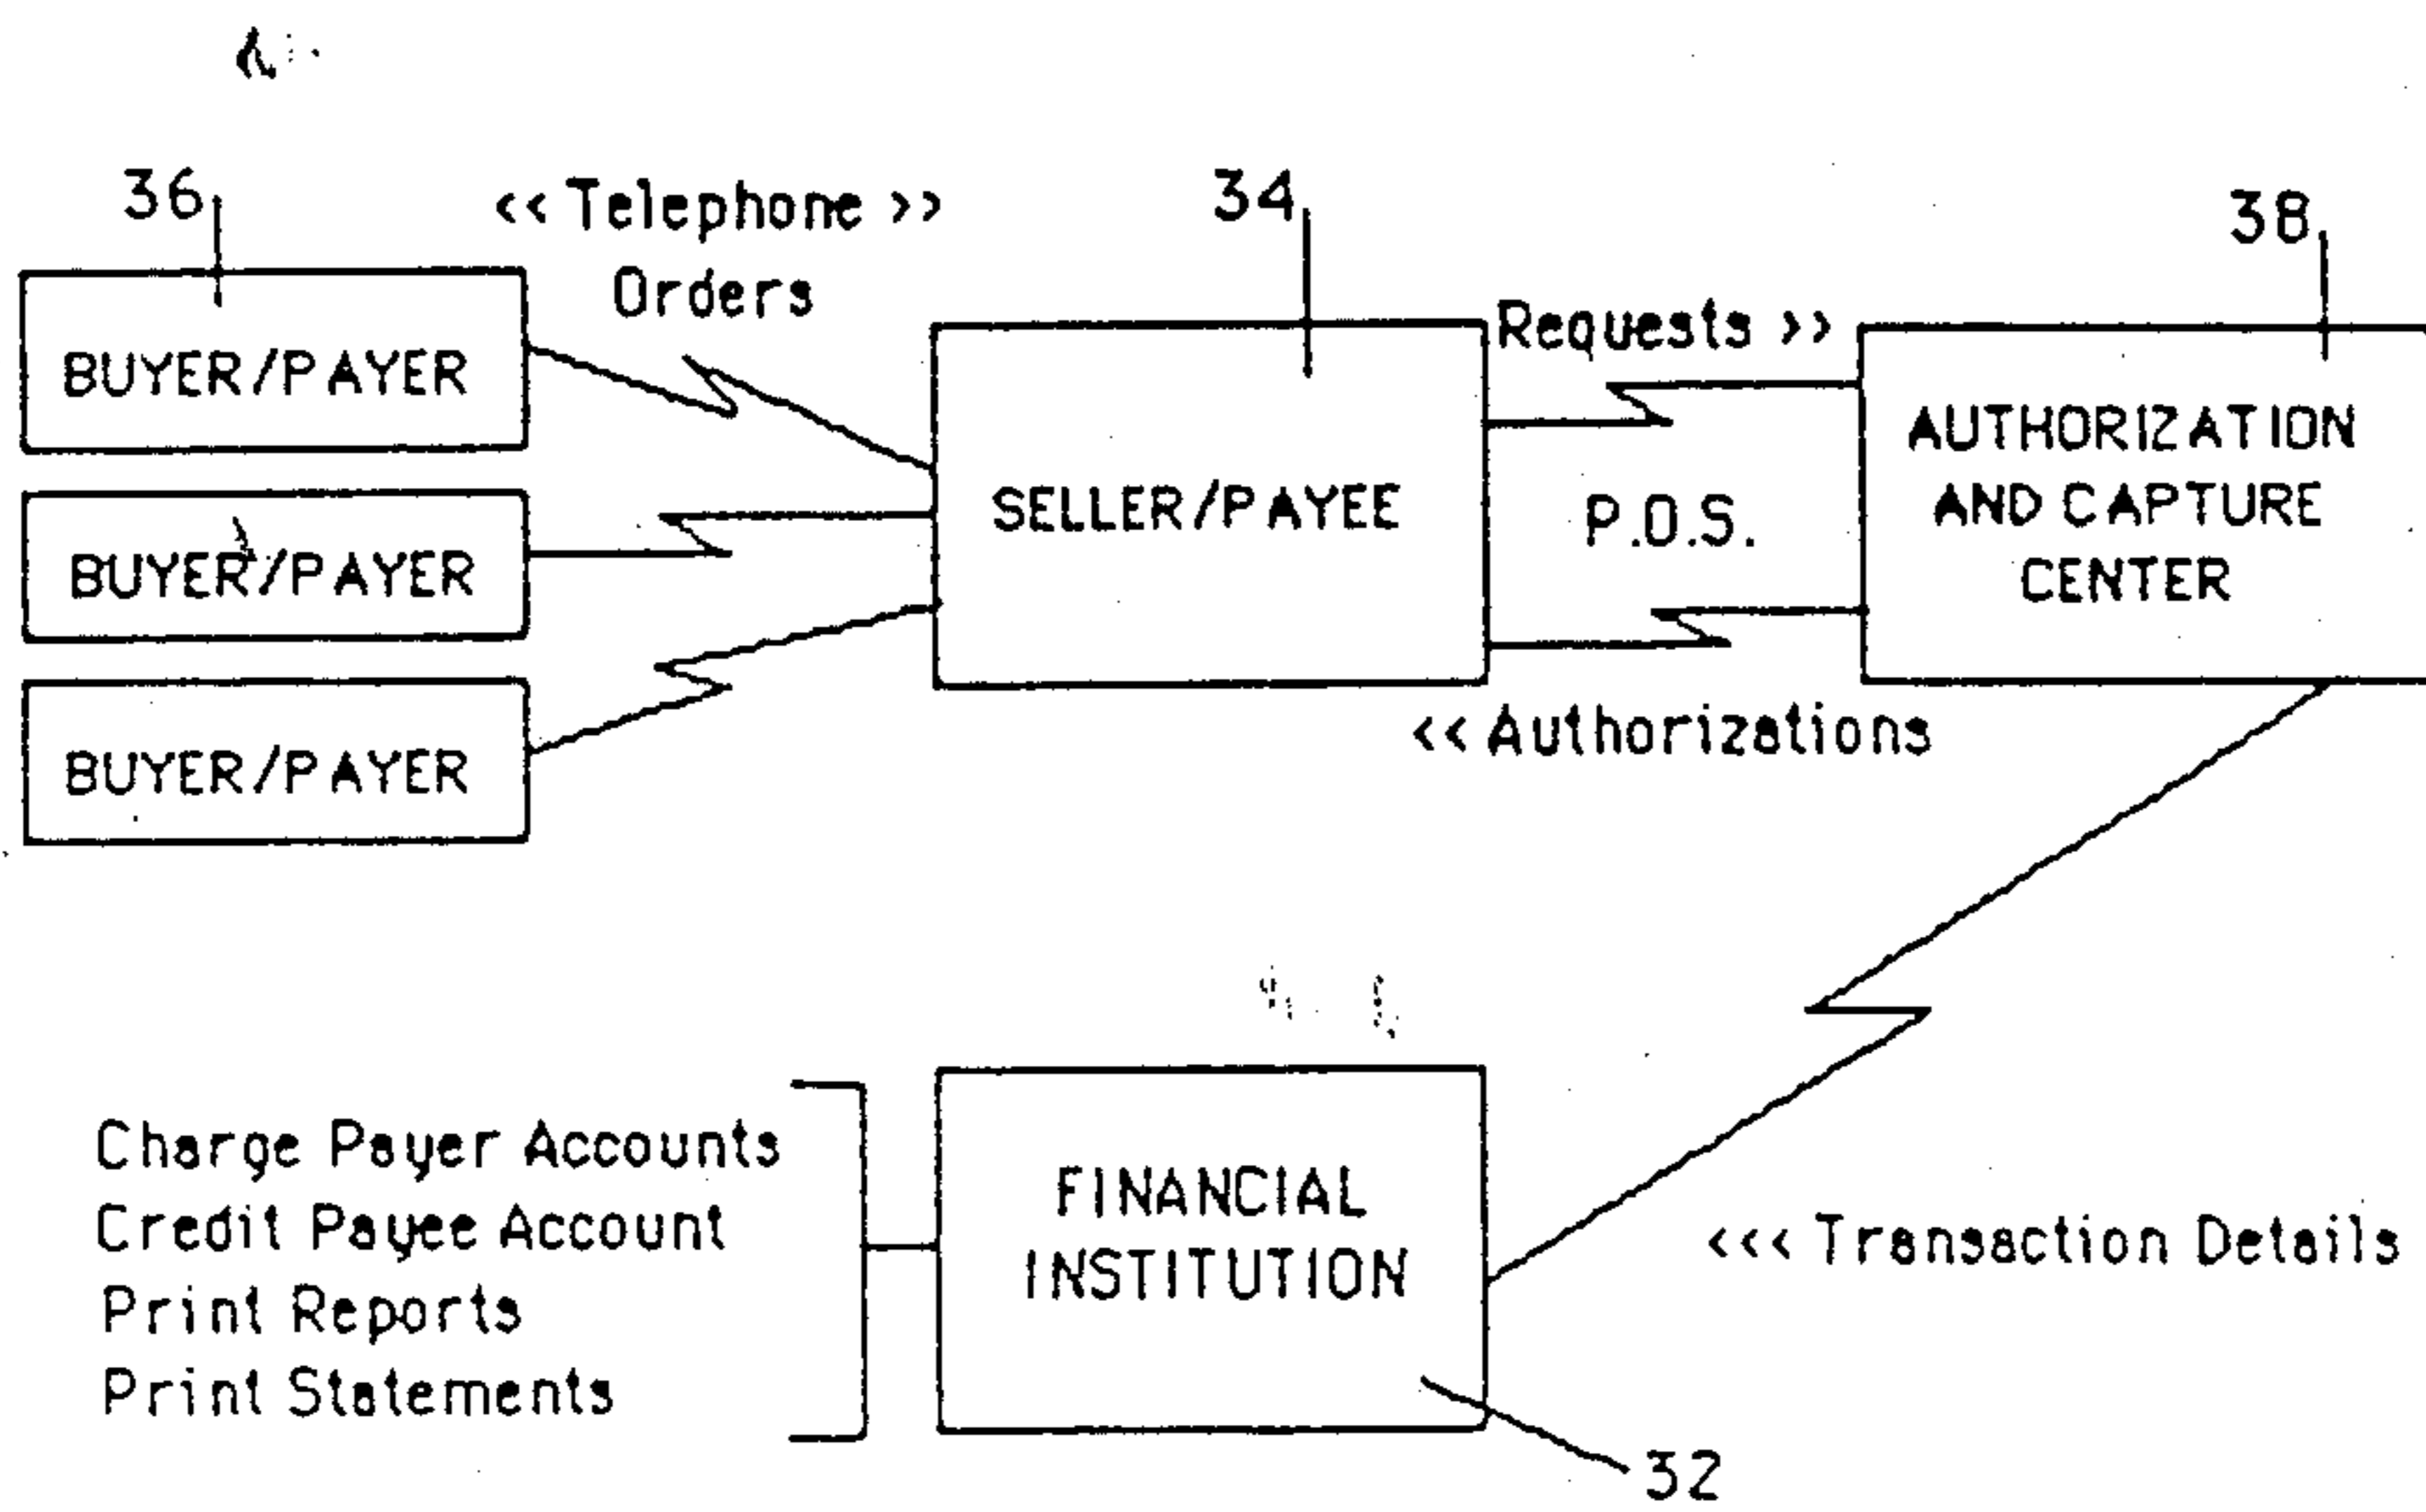 36
<< Telephone >>
Orders
34
38
BUYER/PAYER
BUYER/PAYER
BUYER/PAYER
SELLER/PAYEE
Requests >>
P.O.S.
<< Authorizations
AUTHORIZATION
AND CAPTURE
CENTER
Charge Payer Accounts
Credit Payee Account
Print Reports
Print Statements
FINANCIAL
INSTITUTION
<<< Transaction Details
32